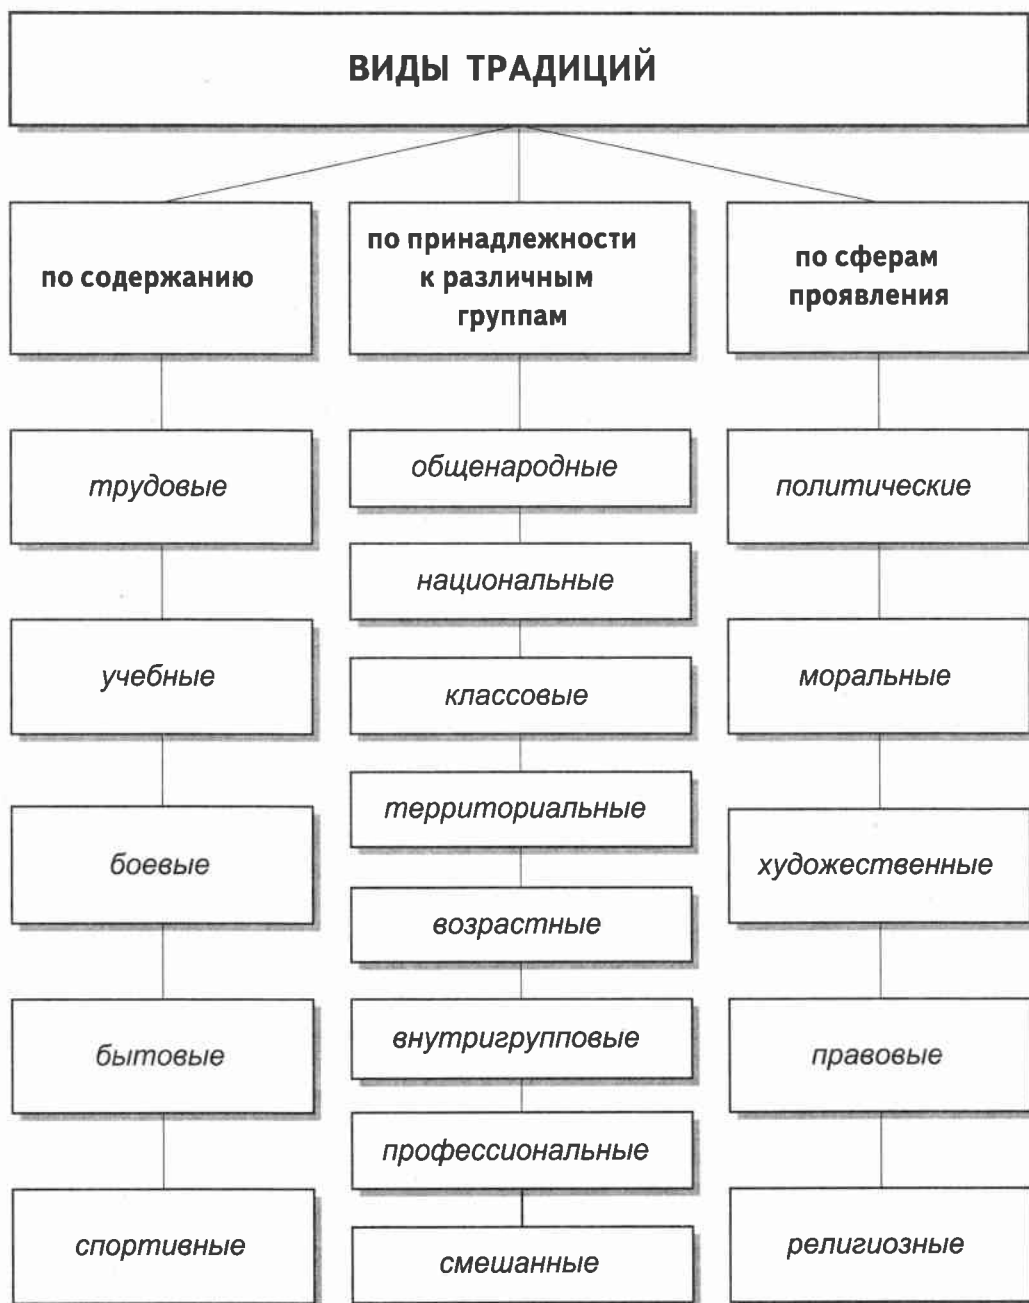 ВИДЫ ТРАДИЦИЙ
по содержанию
трудовые
учебные
боевые
бытовые
спортивные
по принадлежности
к различным
группам
общенародные
национальные
классовые
территориальные
возрастные
внутригрупповые
профессиональные
смешанные
по сферам
проявления
политические
моральные
художественные
правовые
религиозные